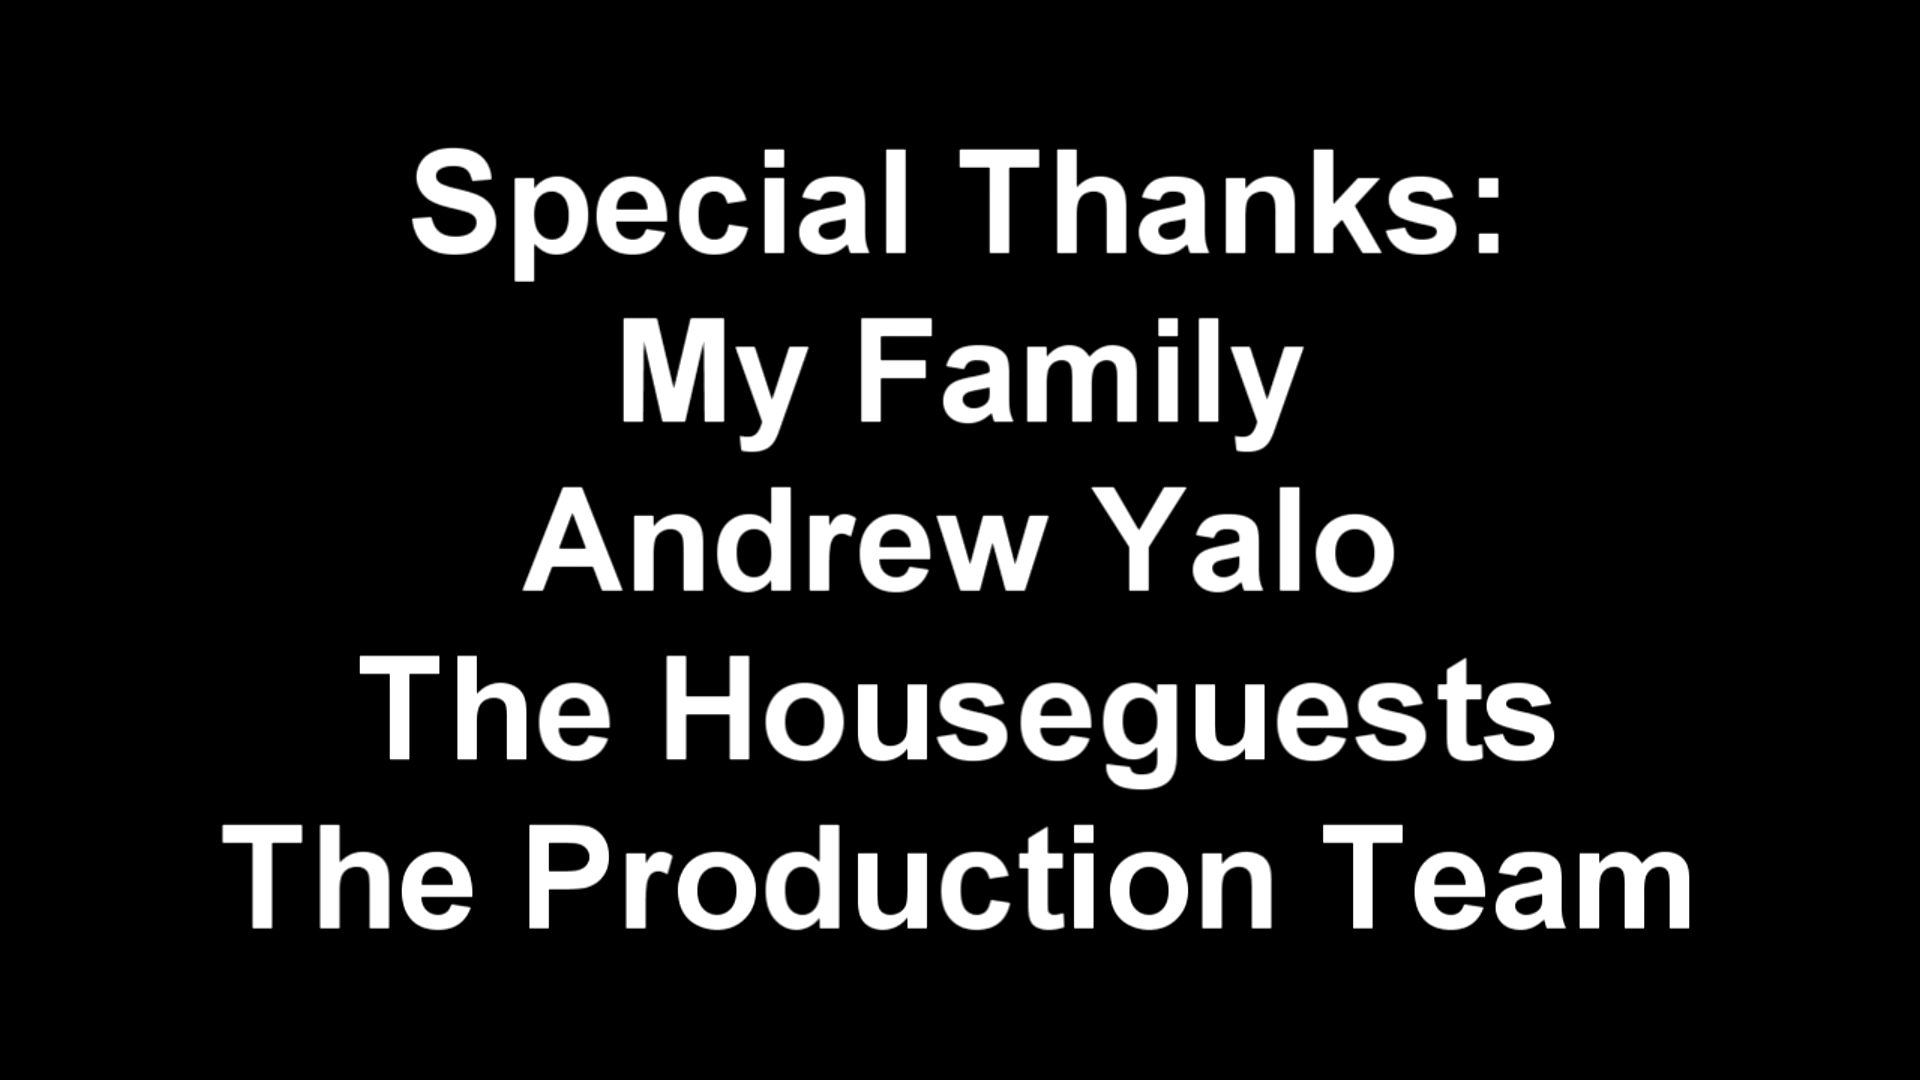 Special Thanks:
My Family
Andrew Yalo
The Houseguests
The Production Team